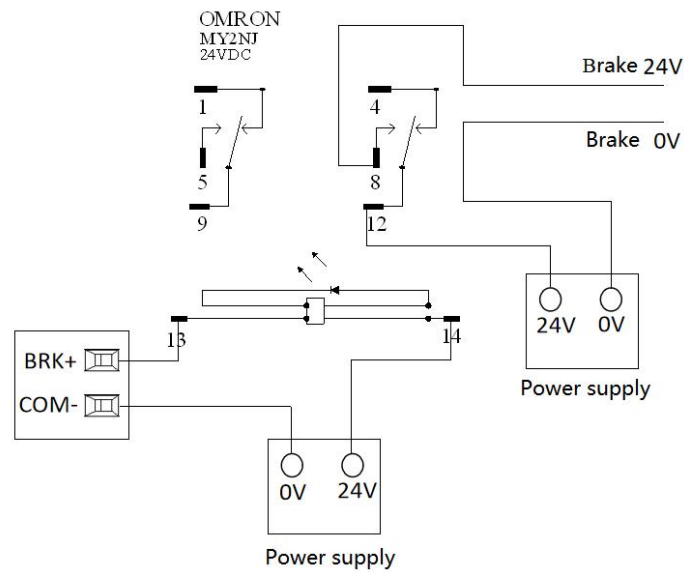 OMRON
MY2NJ
24VDC
Brake 24V
1
4
Brake 0V
5
8
9
12
24V 0V
13
14
Power supply
BRK+
COM-
0V 24V
Power supply